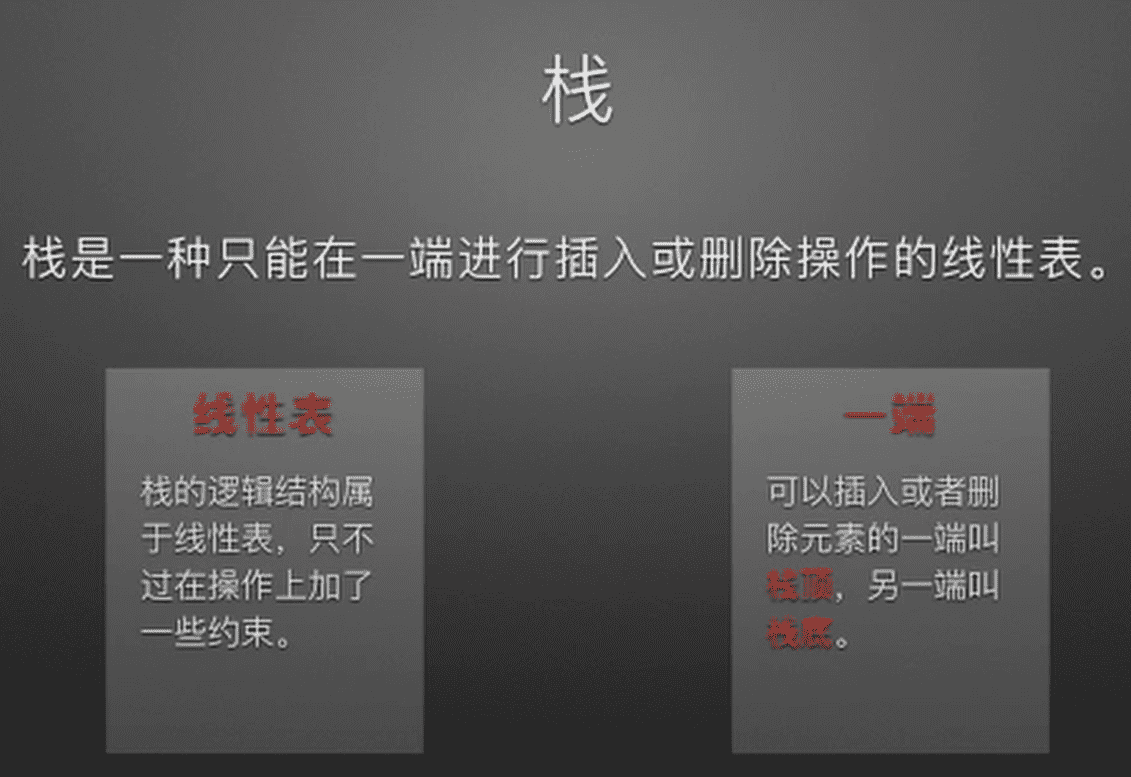 栈
栈是一种只能在一端进行插入或删除操作的线性表。
线性表
栈的逻辑结构属
于线性表，只不
过在操作上加了
一些约束。
一端
可以插入或者删
除元素的一端叫
栈顶，另一端叫
栈底。